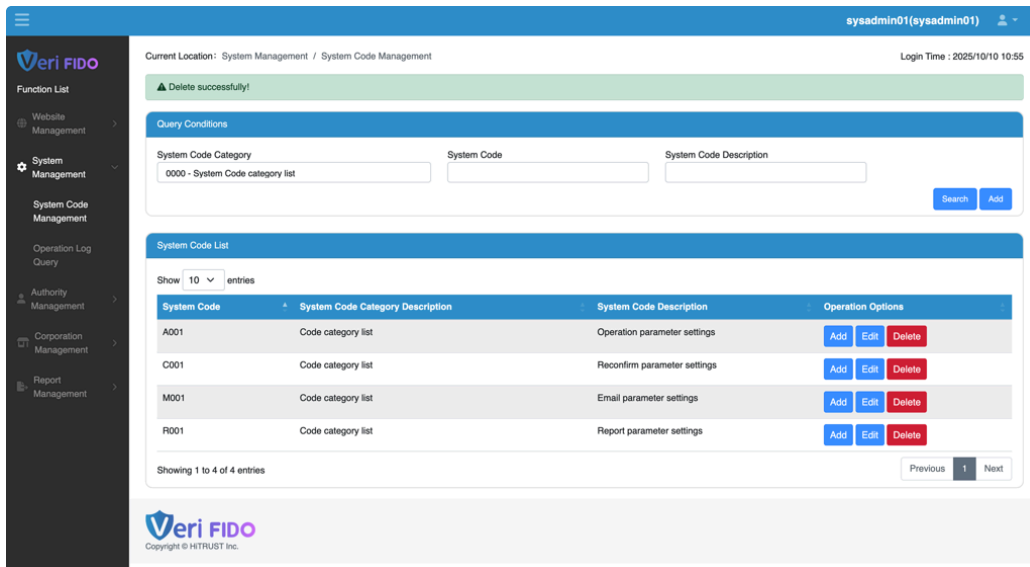 sysadmin01(sysadmin01)
Veri FIDO
Function List
Website
Management
System
Management
System Code
Management
Operation Log
Query
Authority
Management
Corporation
Management
Report
Management
Current Location: System Management / System Code Management
Login Time : 2025/10/10 10:55
Delete successfully!
Query Conditions
System Code Category System Code System Code Description
0000 - System Code category list
Search Add
System Code List
Show 10 entries
System Code System Code Category Description System Code Description Operation Options
A001 Code category list Operation parameter settings Add Edit Delete
C001 Code category list Reconfirm parameter settings Add Edit Delete
M001 Code category list Email parameter settings Add Edit Delete
R001 Code category list Report parameter settings Add Edit Delete
Showing 1 to 4 of 4 entries Previous 1 Next
Veri FIDO
Copyright © HiTRUST Inc.